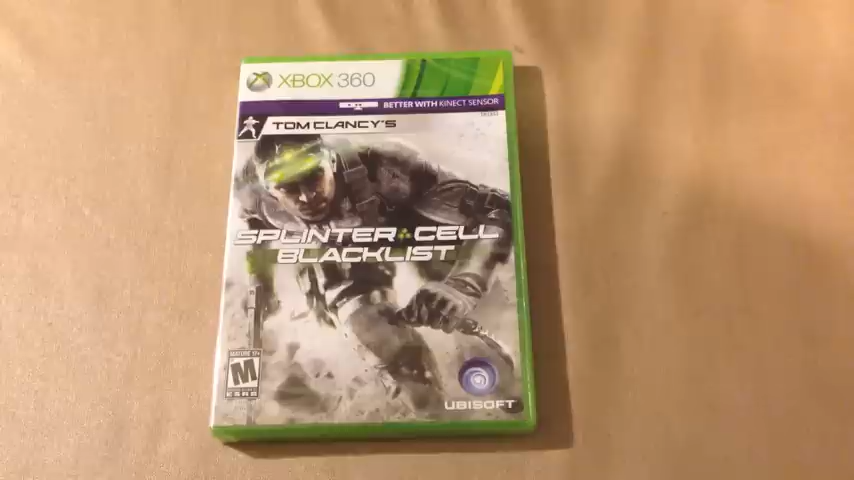 XBOX 360
BETTER WITH KINECT SENSOR
TOM CLANCY'S
SPLINTER CELL
BLACKLIST
MATURE 17+
M
ESRB
UBISOFT